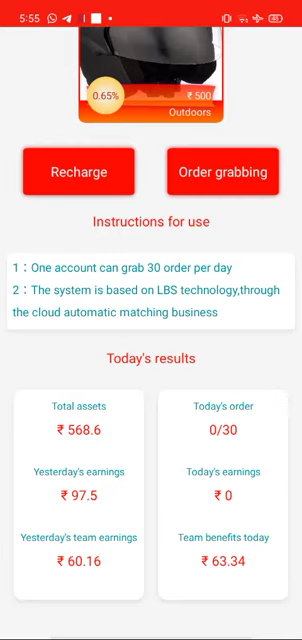 5:55
46
0.65%
₹ 500
Outdoors
Recharge
Order grabbing
Instructions for use
1：One account can grab 30 order per day
2：The system is based on LBS technology,through
the cloud automatic matching business
Today's results
Total assets
₹ 568.6
Today's order
0/30
Yesterday's earnings
₹ 97.5
Today's earnings
₹ 0
Yesterday's team earnings
₹ 60.16
Team benefits today
₹ 63.34